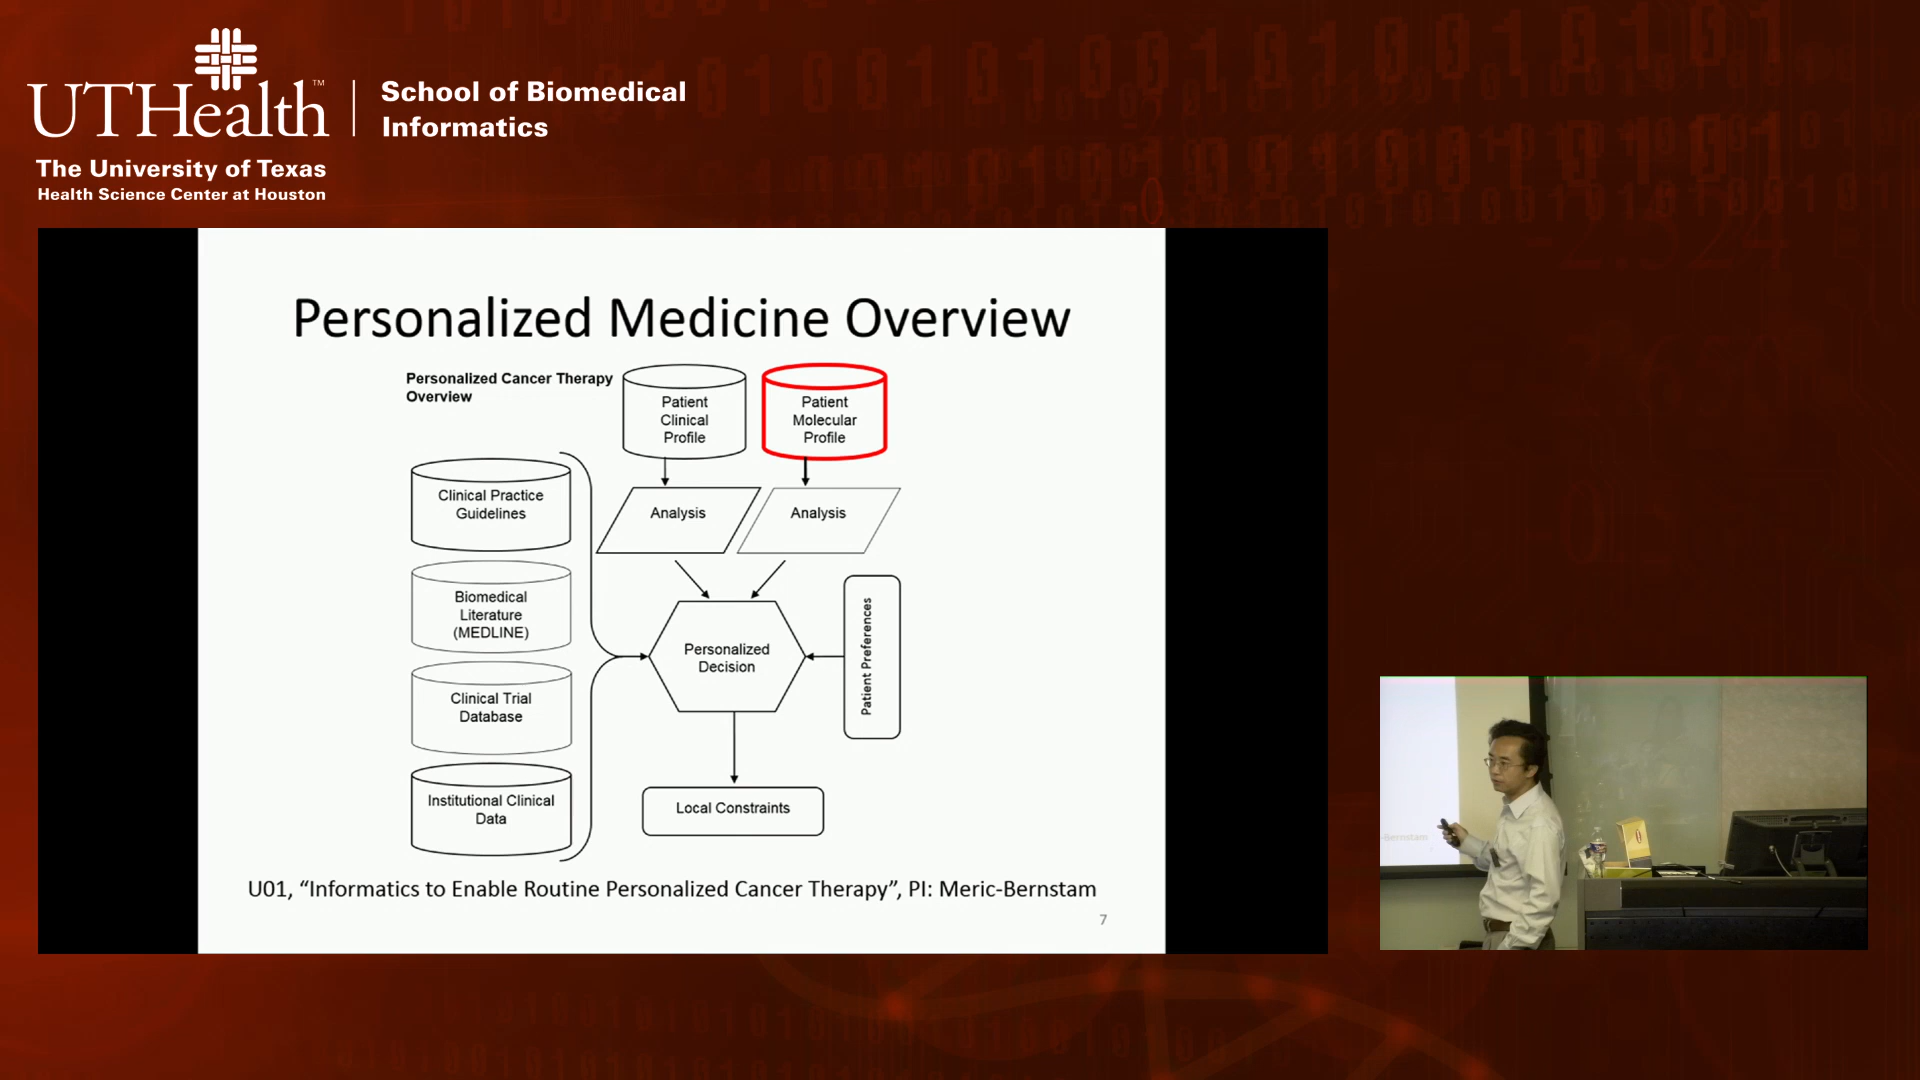 UTHealth™
School of Biomedical
Informatics
The University of Texas
Health Science Center at Houston
Personalized Medicine Overview
Personalized Cancer Therapy
Overview
Patient
Clinical
Profile
Patient
Molecular
Profile
Clinical Practice
Guidelines
Analysis
Analysis
Biomedical
Literature
(MEDLINE)
Personalized
Decision
Patient Preferences
Clinical Trial
Database
Institutional Clinical
Data
Local Constraints
U01, “Informatics to Enable Routine Personalized Cancer Therapy”, PI: Meric-Bernstam
7
-Bernstam